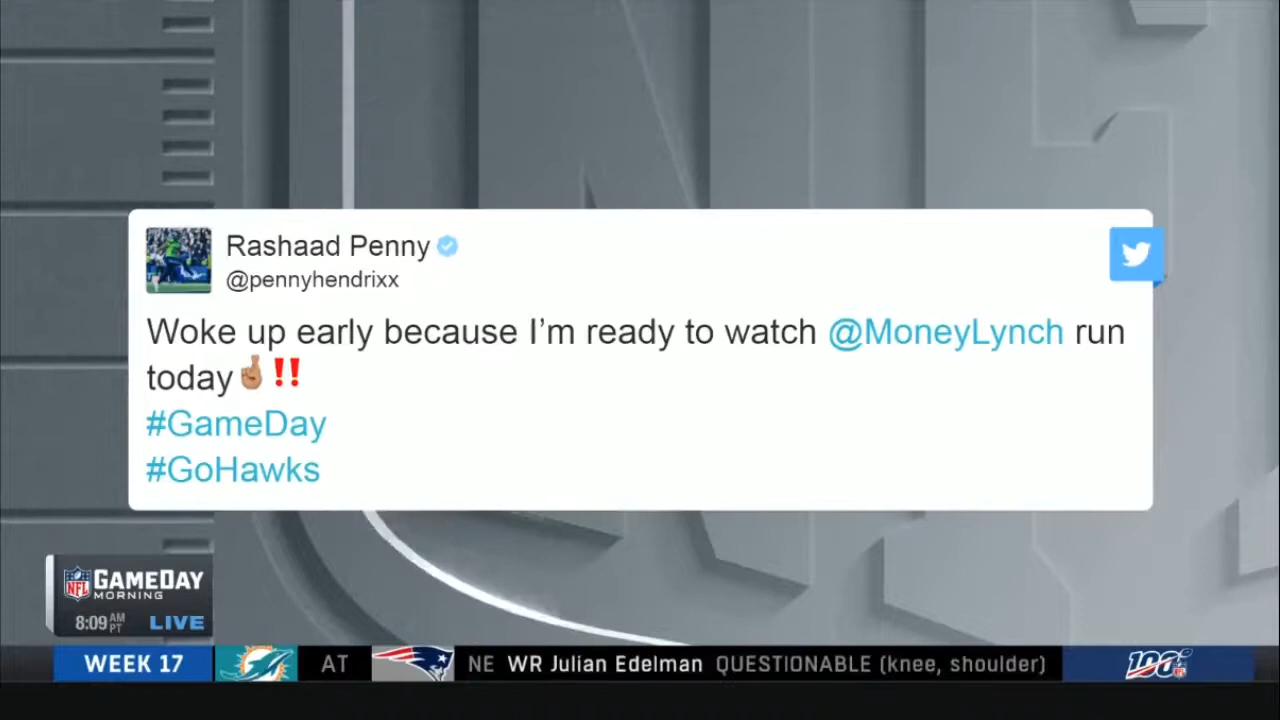 Rashaad Penny
@pennyhendrixx
Woke up early because I’m ready to watch @MoneyLynch run
today🤞🏽‼️
#GameDay
#GoHawks
NFL GAMEDAY
MORNING
8:09 AM PT LIVE
WEEK 17 AT NE WR Julian Edelman QUESTIONABLE (knee, shoulder) 100 NFL